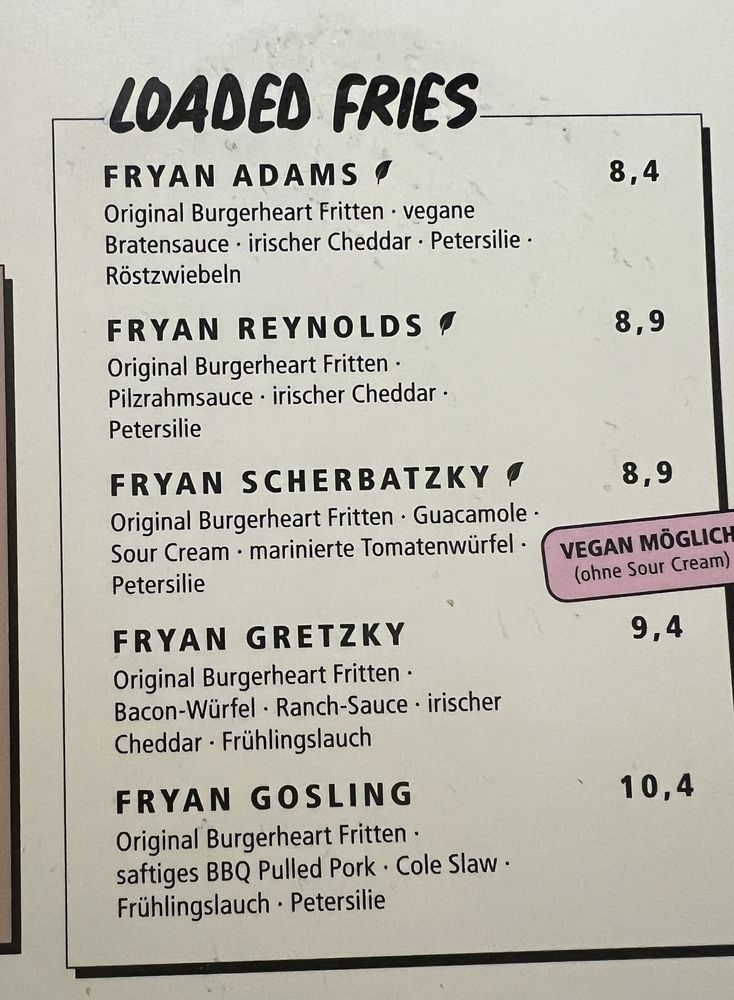 LOADED FRIES
FRYAN ADAMS 8,4
Original Burgerheart Fritten · vegane
Bratensauce · irischer Cheddar · Petersilie ·
Röstzwiebeln
FRYAN REYNOLDS 8,9
Original Burgerheart Fritten ·
Pilzrahmsauce · irischer Cheddar ·
Petersilie
FRYAN SCHERBATZKY 8,9
Original Burgerheart Fritten · Guacamole ·
Sour Cream · marinierte Tomatenwürfel ·
Petersilie
VEGAN MÖGLICH
(ohne Sour Cream)
FRYAN GRETZKY 9,4
Original Burgerheart Fritten ·
Bacon-Würfel · Ranch-Sauce · irischer
Cheddar · Frühlingslauch
FRYAN GOSLING 10,4
Original Burgerheart Fritten ·
saftiges BBQ Pulled Pork · Cole Slaw ·
Frühlingslauch · Petersilie